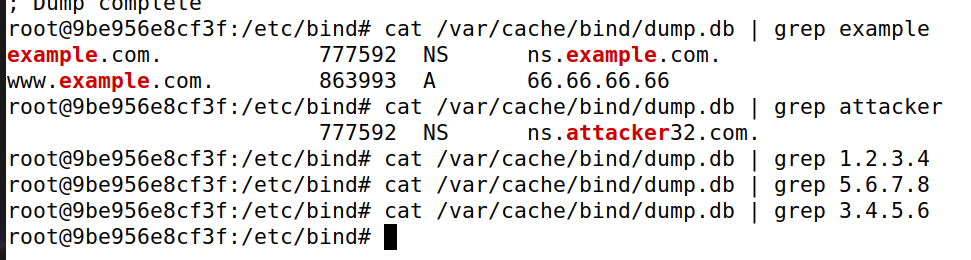 ; Dump complete
root@9be956e8cf3f:/etc/bind# cat /var/cache/bind/dump.db | grep example
example.com. 777592 NS ns.example.com.
www.example.com. 863993 A 66.66.66.66
root@9be956e8cf3f:/etc/bind# cat /var/cache/bind/dump.db | grep attacker
777592 NS ns.attacker32.com.
root@9be956e8cf3f:/etc/bind# cat /var/cache/bind/dump.db | grep 1.2.3.4
root@9be956e8cf3f:/etc/bind# cat /var/cache/bind/dump.db | grep 5.6.7.8
root@9be956e8cf3f:/etc/bind# cat /var/cache/bind/dump.db | grep 3.4.5.6
root@9be956e8cf3f:/etc/bind#